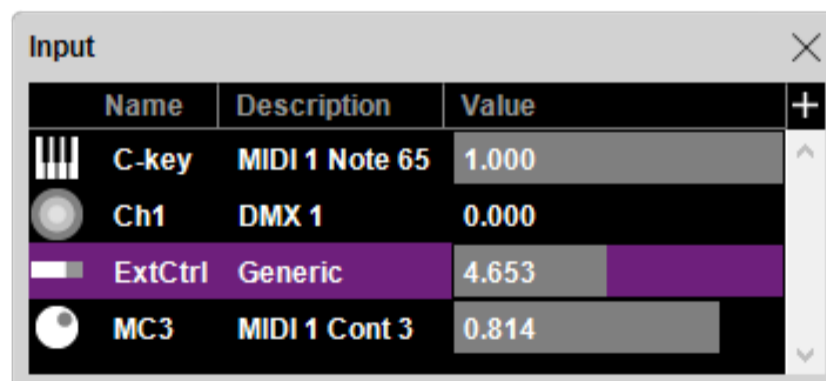 Input
Name Description Value
C-key MIDI 1 Note 65 1.000
Ch1 DMX 1 0.000
ExtCtrl Generic 4.653
MC3 MIDI 1 Cont 3 0.814